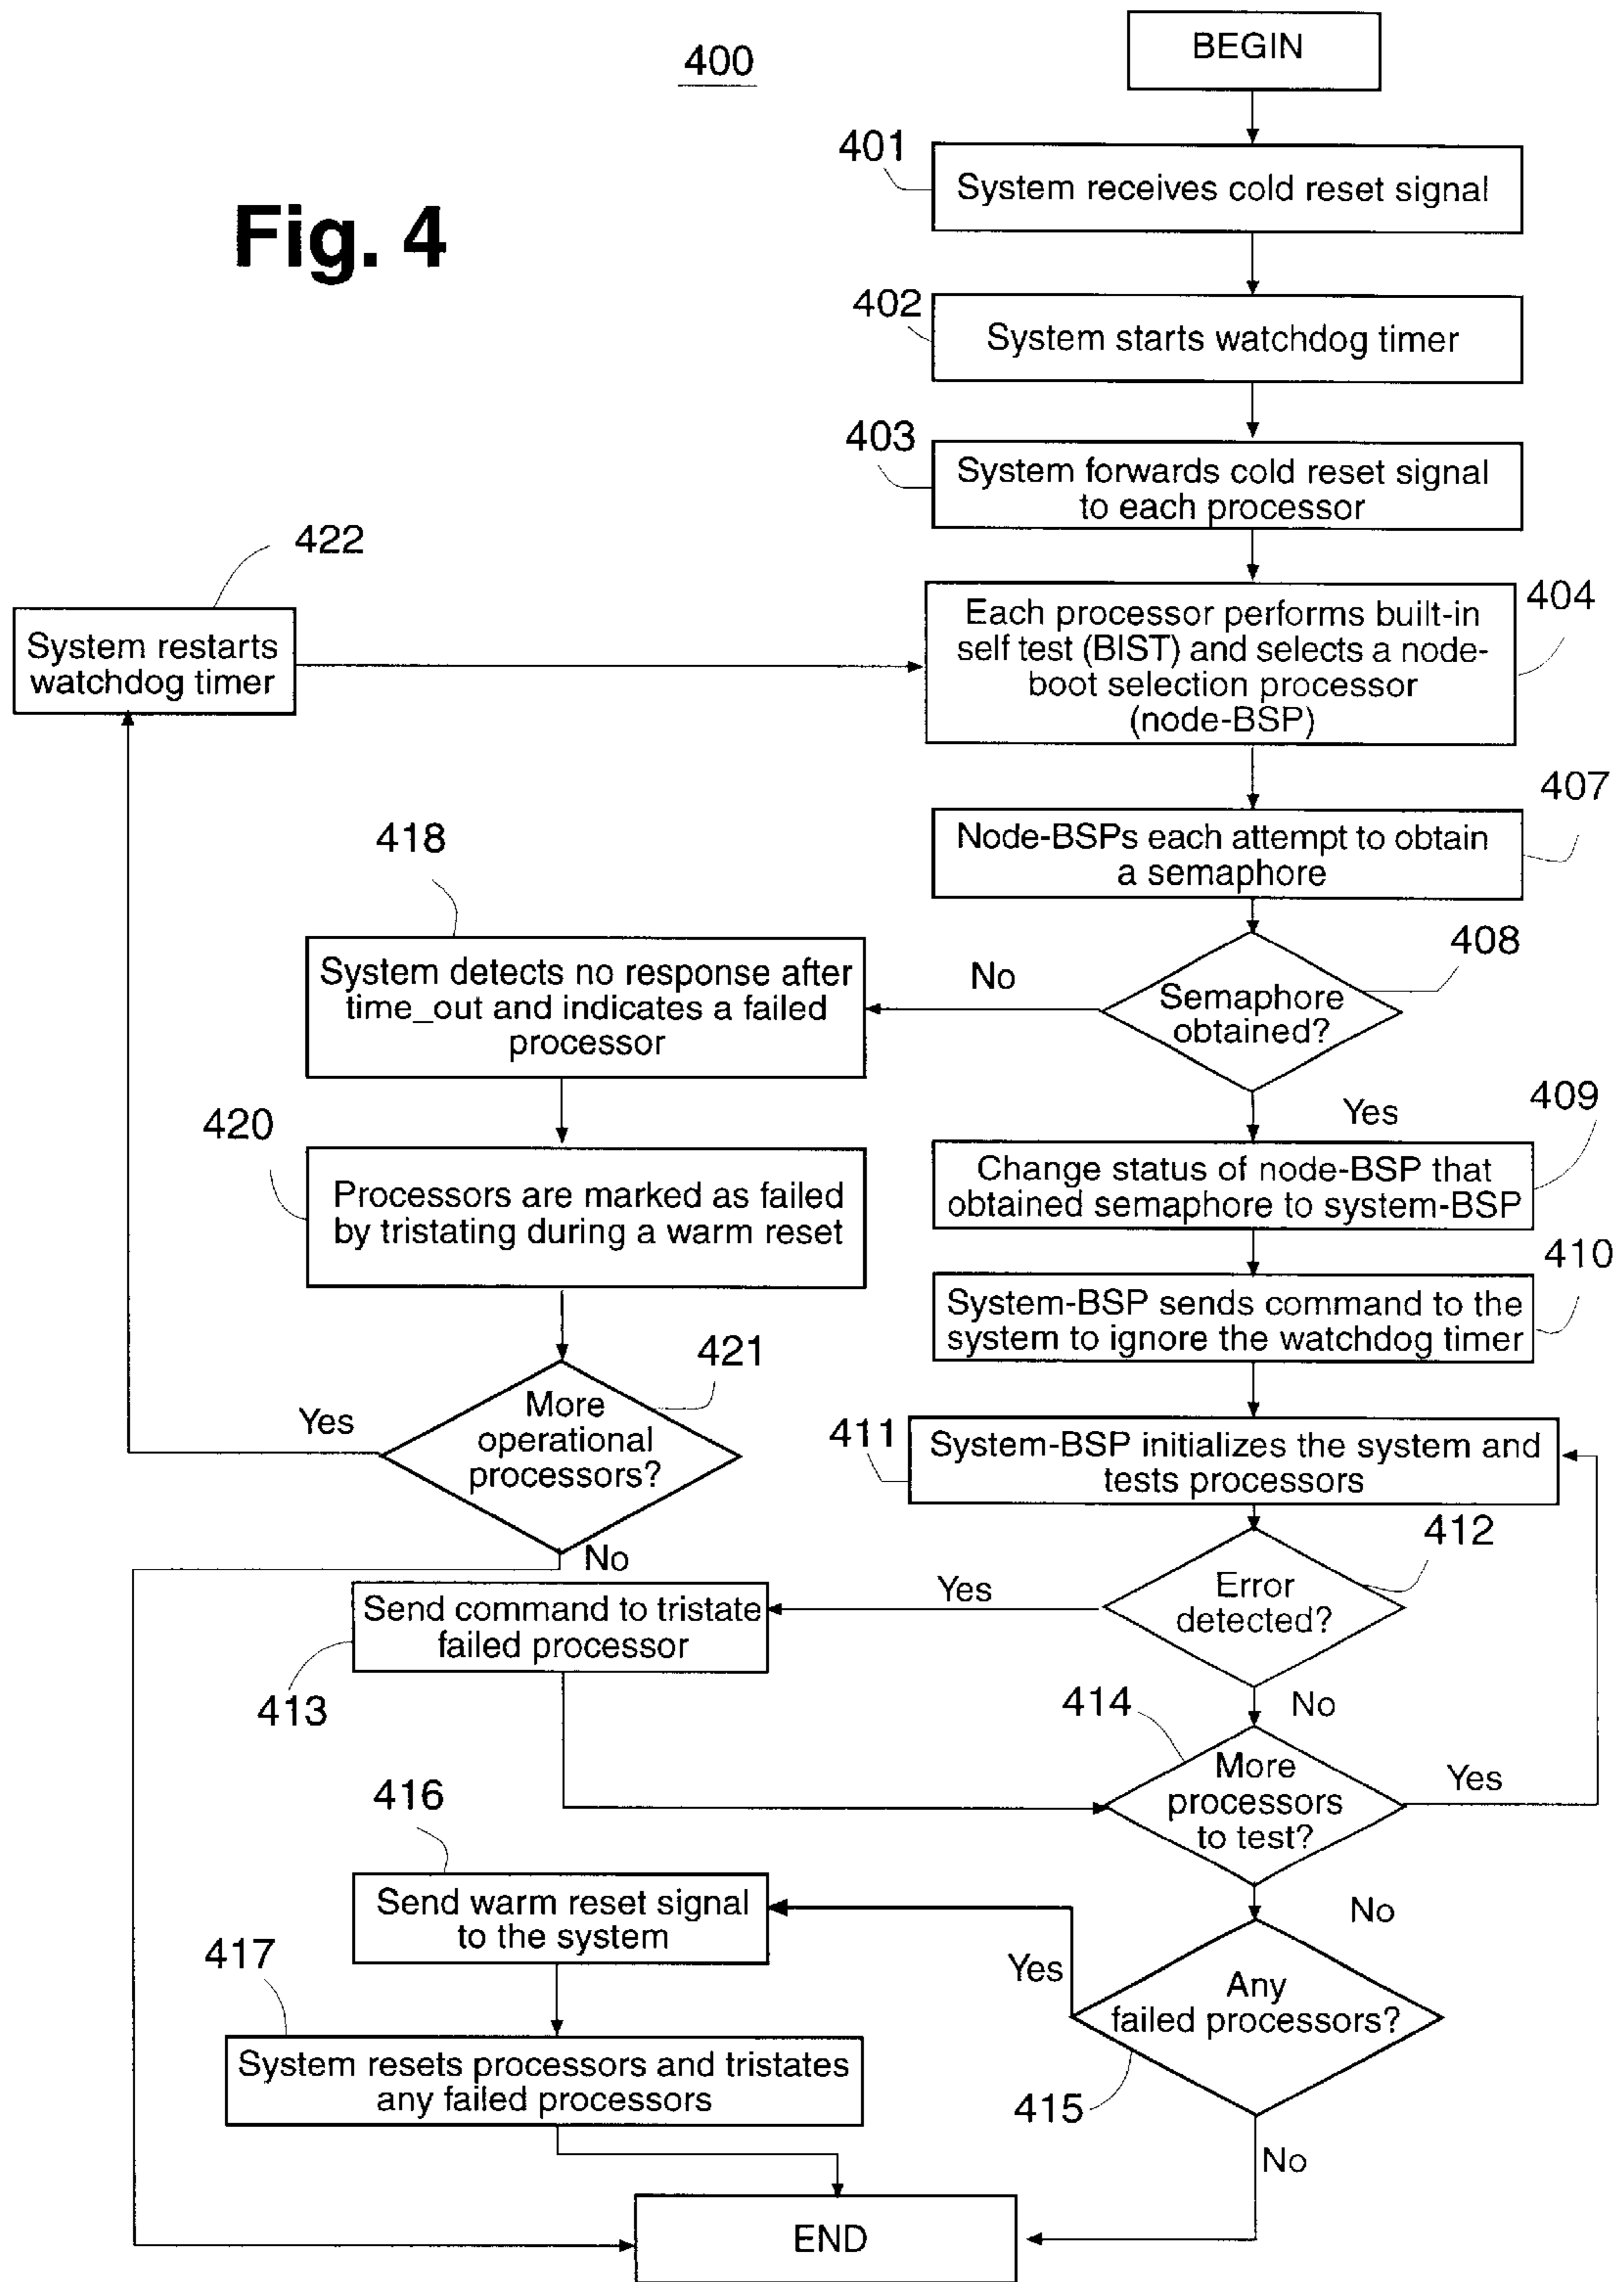 400
BEGIN
Fig. 4
401
System receives cold reset signal
402
System starts watchdog timer
403
System forwards cold reset signal
to each processor
422
System restarts
watchdog timer
404
Each processor performs built-in
self test (BIST) and selects a node-
boot selection processor
(node-BSP)
407
Node-BSPs each attempt to obtain
a semaphore
408
Semaphore
obtained?
No
Yes
418
System detects no response after
time_out and indicates a failed
processor
420
Processors are marked as failed
by tristating during a warm reset
421
More
operational
processors?
Yes
No
409
Change status of node-BSP that
obtained semaphore to system-BSP
410
System-BSP sends command to the
system to ignore the watchdog timer
411
System-BSP initializes the system and
tests processors
412
Error
detected?
Yes
No
Send command to tristate
failed processor
413
414
More
processors
to test?
Yes
No
416
Send warm reset signal
to the system
Yes
Any
failed processors?
415
No
417
System resets processors and tristates
any failed processors
END